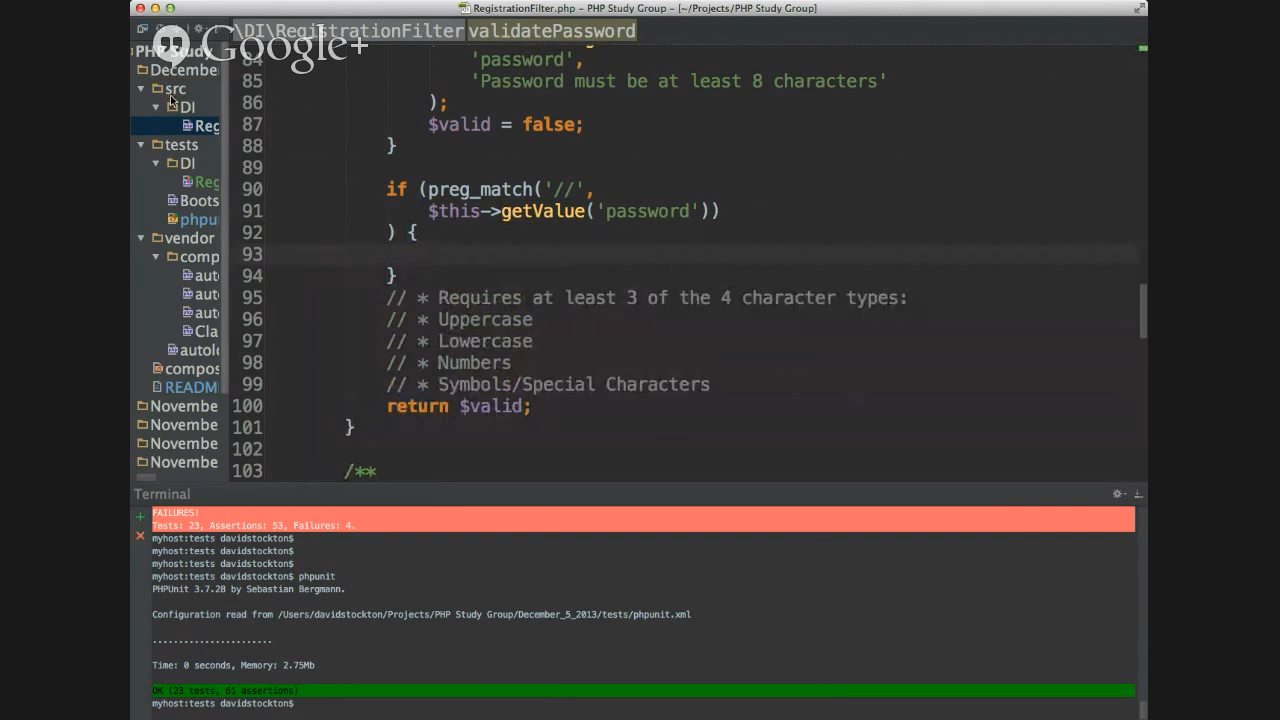 RegistrationFilter.php - PHP Study Group - [~/Projects/PHP Study Group]
\DI\RegistrationFilter validatePassword
Google+
PHP Study
Decembe
src
DI
Reg
tests
DI
Reg
Boots
phpu
vendor
comp
auto
auto
auto
Cla
autolo
compos
README
Novembe
Novembe
Novembe
Novembe
84 'password',
85 'Password must be at least 8 characters'
86 );
87 $valid = false;
88 }
89
90 if (preg_match('//',
91 $this->getValue('password'))
92 ) {
93
94 }
95 // * Requires at least 3 of the 4 character types:
96 // * Uppercase
97 // * Lowercase
98 // * Numbers
99 // * Symbols/Special Characters
100 return $valid;
101 }
102
103 /**
Terminal
FAILURES!
Tests: 23, Assertions: 53, Failures: 4.
myhost:tests davidstockton$
myhost:tests davidstockton$
myhost:tests davidstockton$
myhost:tests davidstockton$ phpunit
PHPUnit 3.7.28 by Sebastian Bergmann.
Configuration read from /Users/davidstockton/Projects/PHP Study Group/December_5_2013/tests/phpunit.xml
.......................
Time: 0 seconds, Memory: 2.75Mb
OK (23 tests, 61 assertions)
myhost:tests davidstockton$